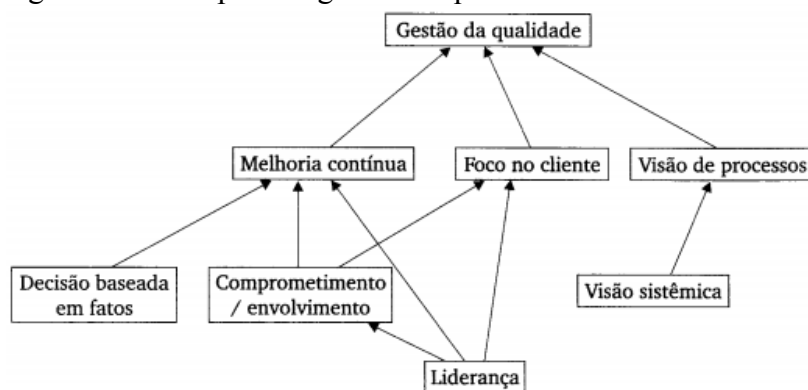 Gestão da qualidade
Melhoria contínua
Foco no cliente
Visão de processos
Decisão baseada
em fatos
Comprometimento
/ envolvimento
Visão sistêmica
Liderança